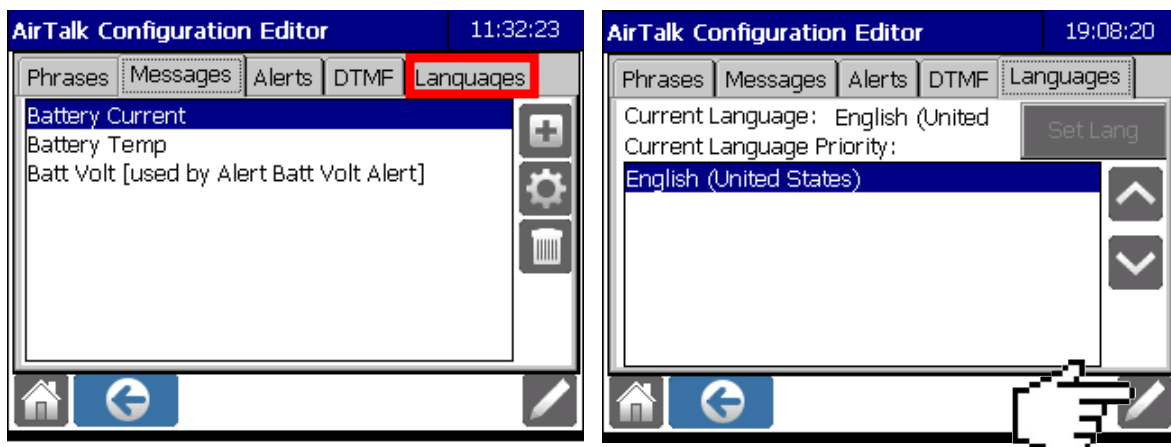 AirTalk Configuration Editor 11:32:23
Phrases Messages Alerts DTMF Languages
Battery Current
Battery Temp
Batt Volt [used by Alert Batt Volt Alert]
AirTalk Configuration Editor 19:08:20
Phrases Messages Alerts DTMF Languages
Current Language: English (United
Set Lang
Current Language Priority:
English (United States)